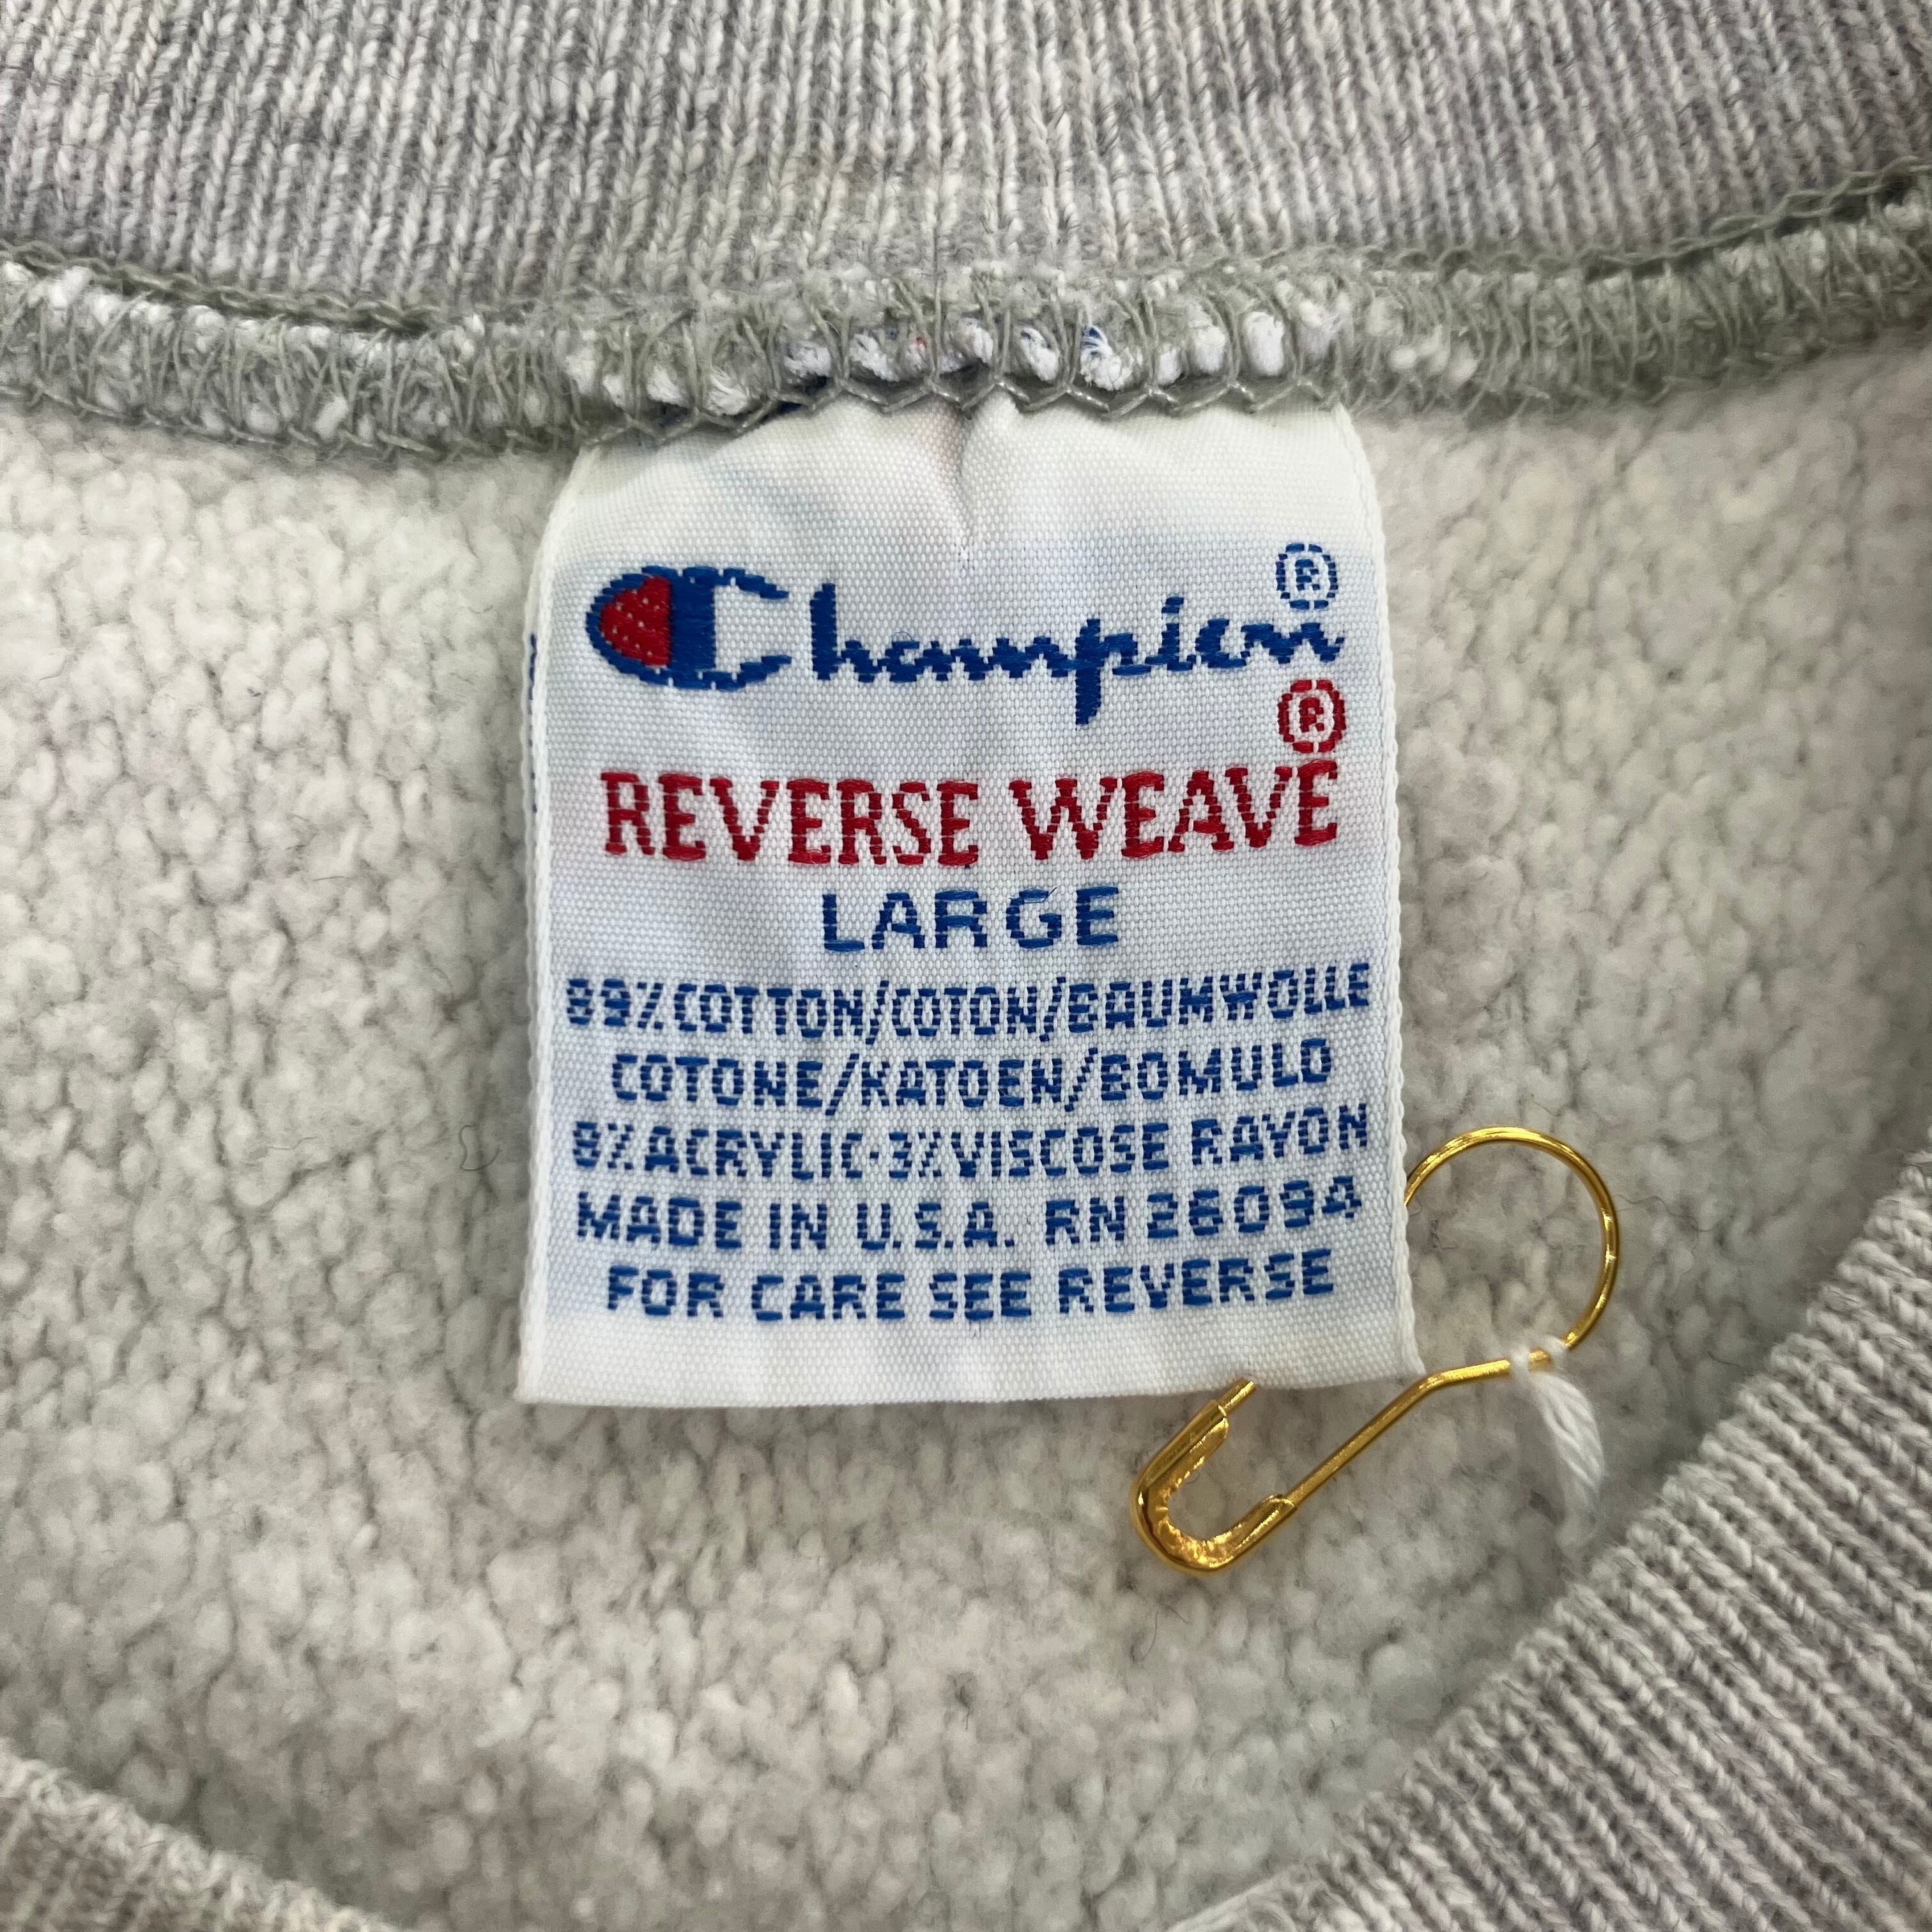 Champion®
®
REVERSE WEAVE
LARGE
89% COTTON/COTON/BAUMWOLLE
COTONE/KATOEN/BOMULD
8% ACRYLIC·3% VISCOSE RAYON
MADE IN U.S.A. RN 26094
FOR CARE SEE REVERSE